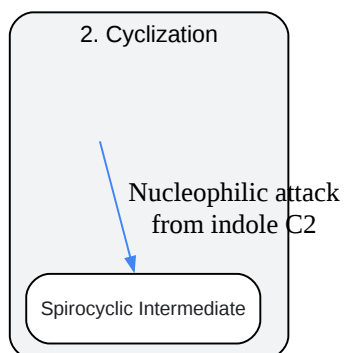 2. Cyclization
Nucleophilic attack
from indole C2
Spirocyclic Intermediate